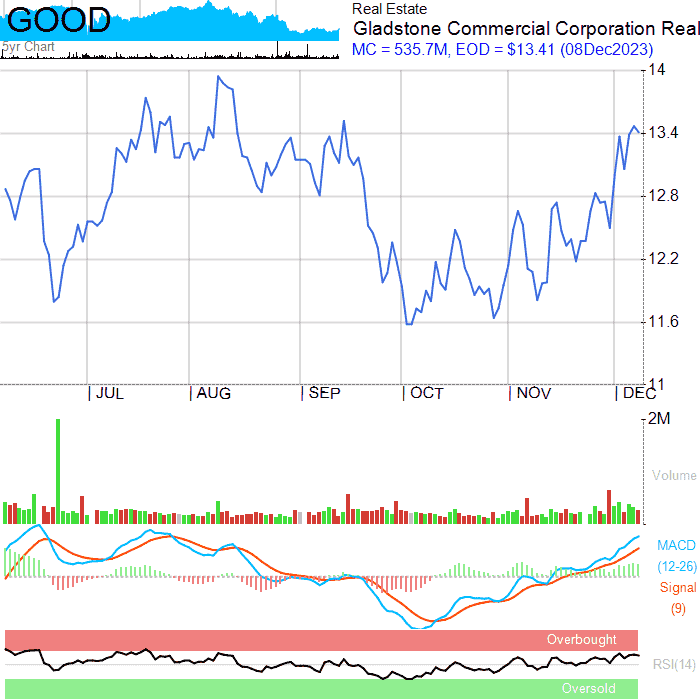 GOOD
5yr Chart
Real Estate
Gladstone Commercial Corporation Real
MC = 535.7M, EOD = $13.41 (08Dec2023)
14
13.4
12.8
12.2
11.6
11
JUL AUG SEP OCT NOV DEC
2M
Volume
MACD
(12-26)
Signal
(9)
Overbought
RSI(14)
Oversold